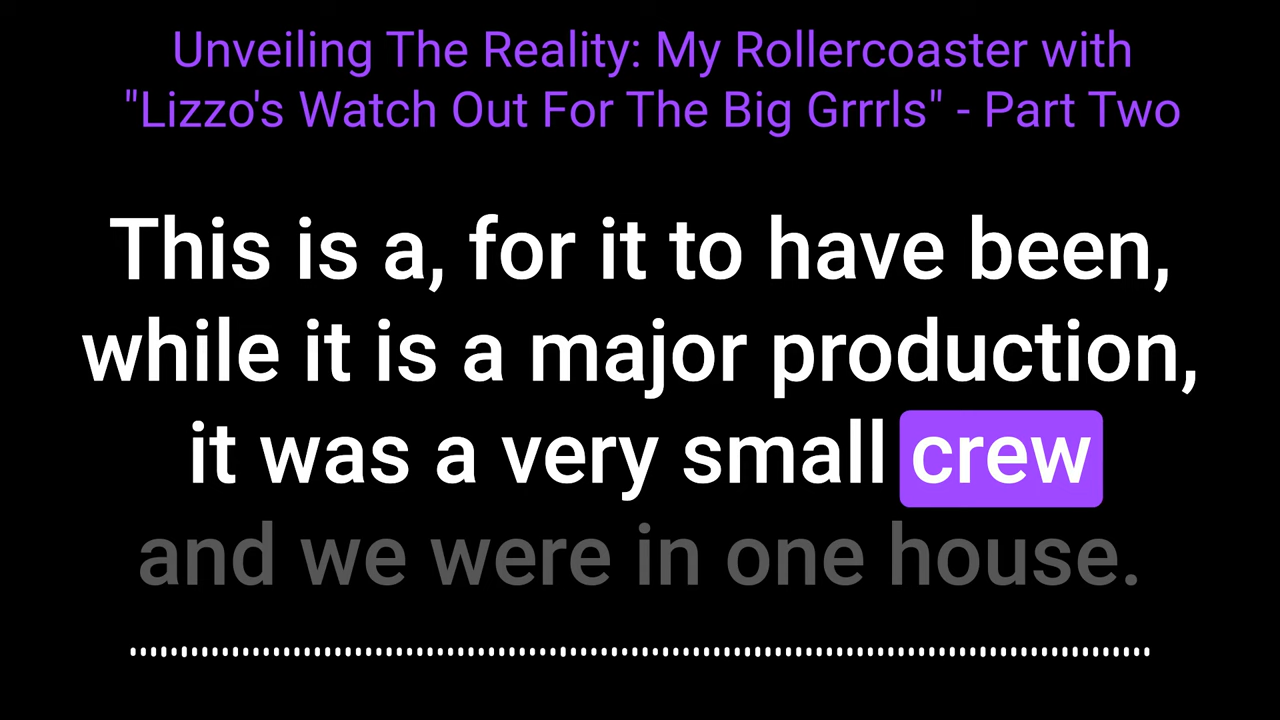 Unveiling The Reality: My Rollercoaster with
"Lizzo's Watch Out For The Big Grrrls" - Part Two
This is a, for it to have been,
while it is a major production,
it was a very small crew
and we were in one house.